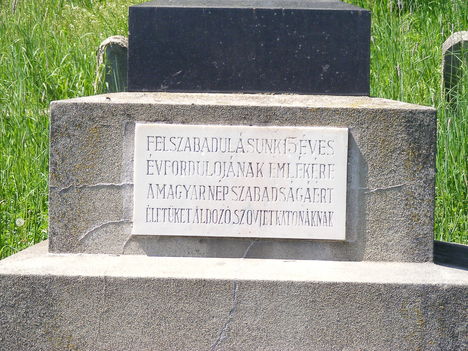 FELSZABADULÁSUNK 15 ÉVES
ÉVFORDULÓJÁNAK EMLÉKÉRE
A MAGYAR NÉP SZABADSÁGÁÉRT
ÉLETÜKET ÁLDOZÓ SZOVJET KATONÁKNAK